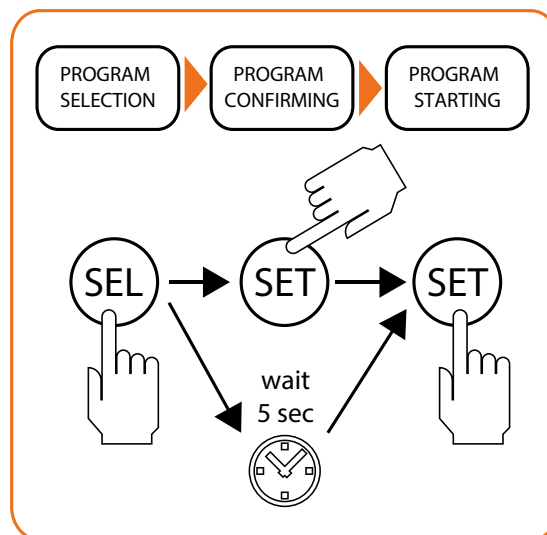 PROGRAM
SELECTION
PROGRAM
CONFIRMING
PROGRAM
STARTING
SEL
SET
SET
wait
5 sec